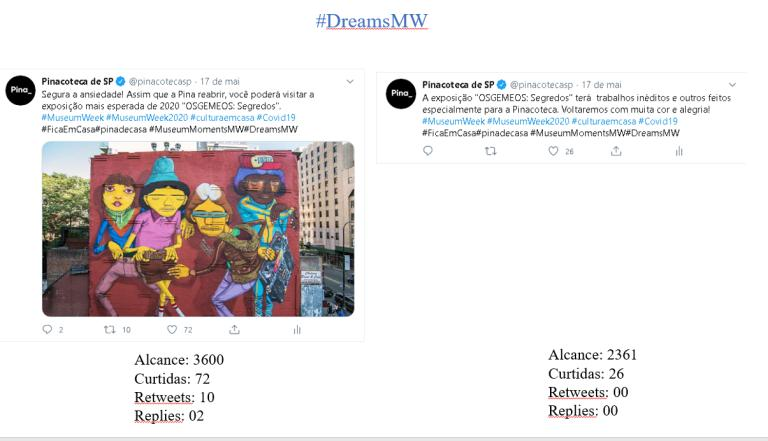 #DreamsMW
Pina_
Pinacoteca de SP @pinacotecasp · 17 de mai
Segura a ansiedade! Assim que a Pina reabrir, você poderá visitar a
exposição mais esperada de 2020 "OSGEMEOS: Segredos".
#MuseumWeek #MuseumWeek2020 #culturaemcasa #Covid19
#FicaEmCasa#pinadecasa #MuseumMomentsMW#DreamsMW
2 10 72
Alcance: 3600
Curtidas: 72
Retweets: 10
Replies: 02
Pina_
Pinacoteca de SP @pinacotecasp · 17 de mai
A exposição "OSGEMEOS: Segredos" terá trabalhos inéditos e outros feitos
especialmente para a Pinacoteca. Voltaremos com muita cor e alegria!
#MuseumWeek #MuseumWeek2020 #culturaemcasa #Covid19
#FicaEmCasa#pinadecasa #MuseumMomentsMW#DreamsMW
26
Alcance: 2361
Curtidas: 26
Retweets: 00
Replies: 00